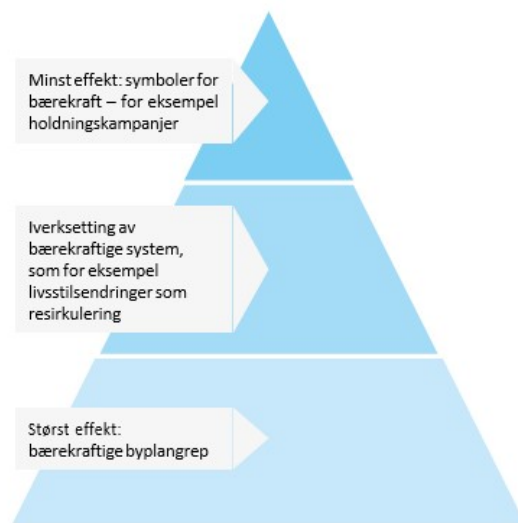 Minst effekt: symboler for
bærekraft – for eksempel
holdningskampanjer
Iverksetting av
bærekraftige system,
som for eksempel
livsstilsendringer som
resirkulering
Størst effekt:
bærekraftige byplangrep